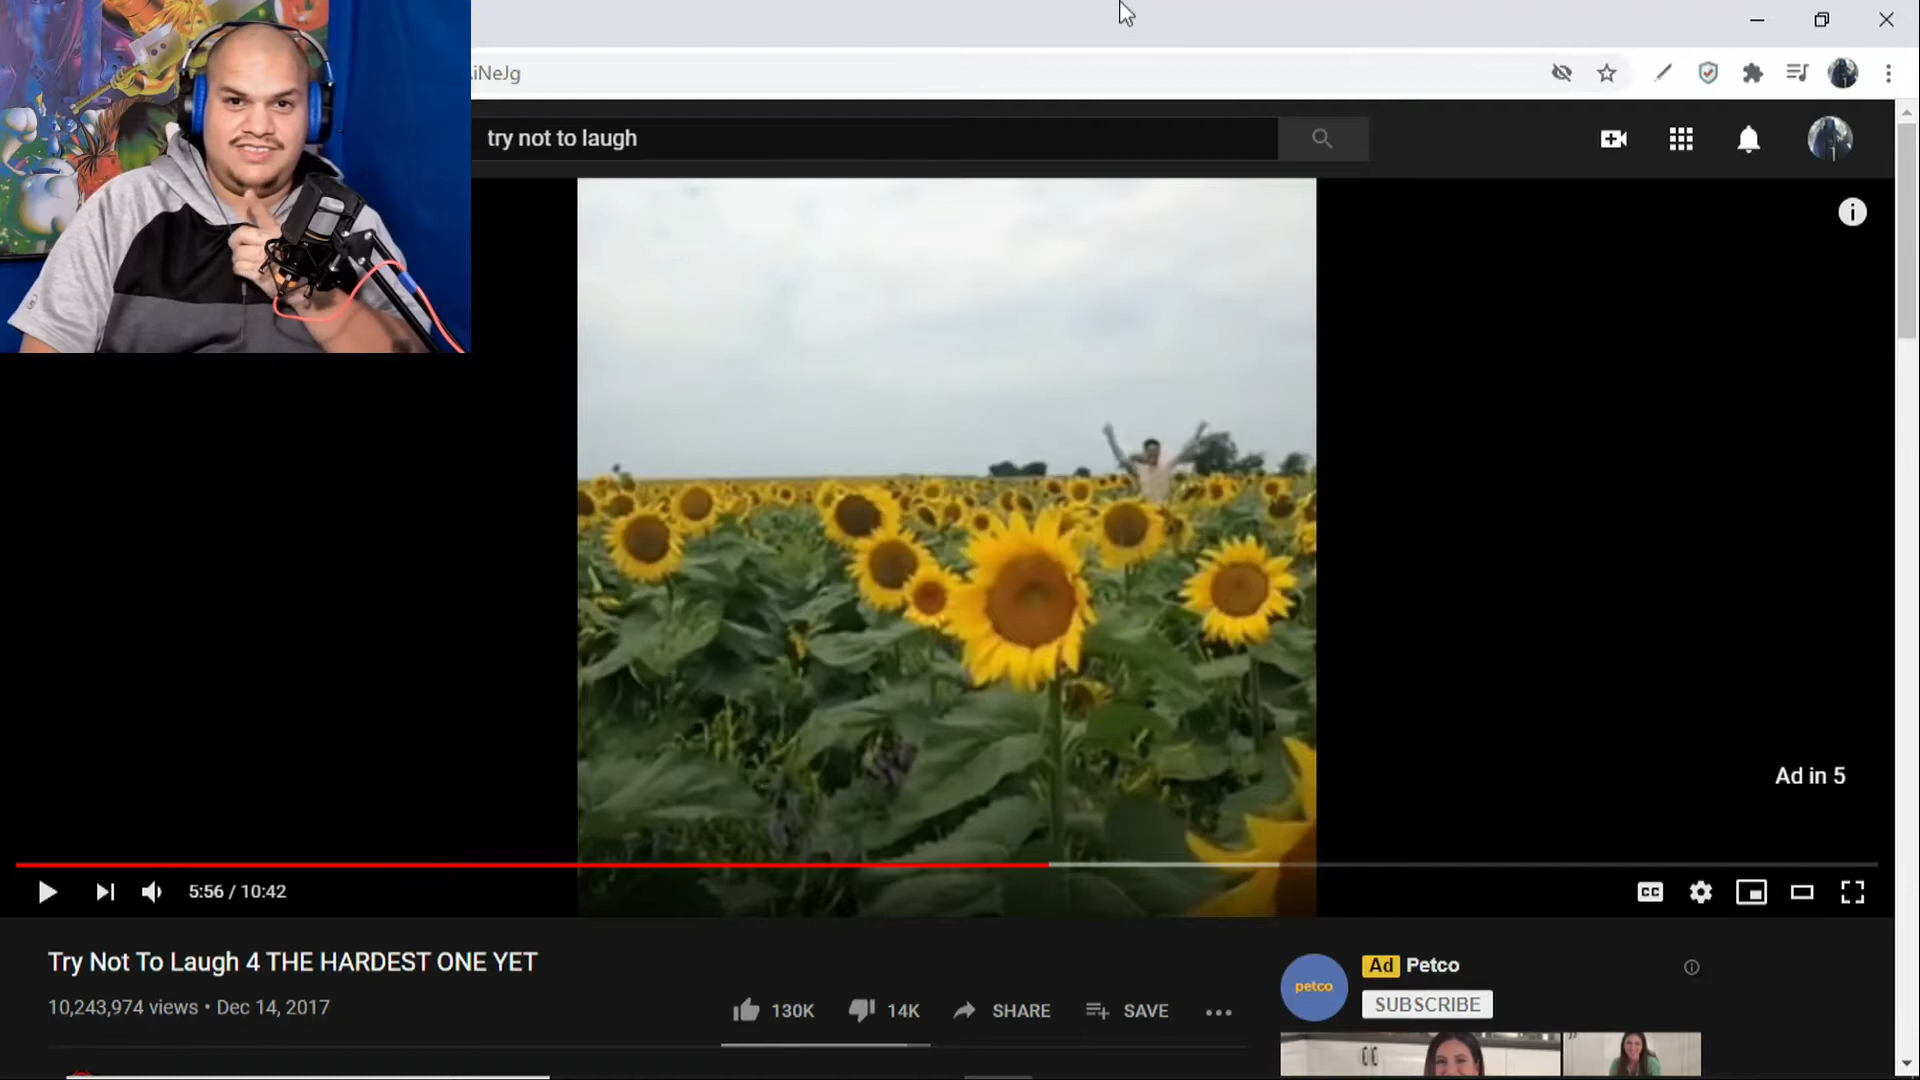 iNeJg
try not to laugh
Ad in 5
5:56 / 10:42
CC
Try Not To Laugh 4 THE HARDEST ONE YET
10,243,974 views • Dec 14, 2017
130K
14K
SHARE
SAVE
petco
Ad Petco
SUBSCRIBE